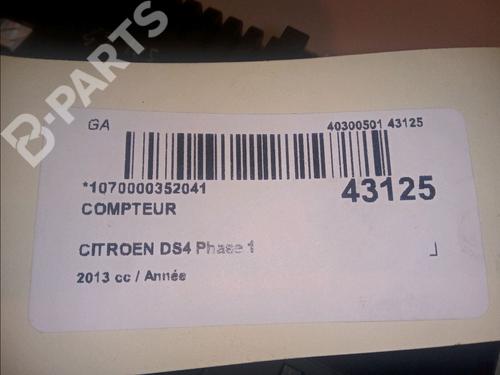 B-PARTS
GA
40300501 43125
*1070000352041
43125
COMPTEUR
CITROEN DS4 Phase 1
2013 cc / Année